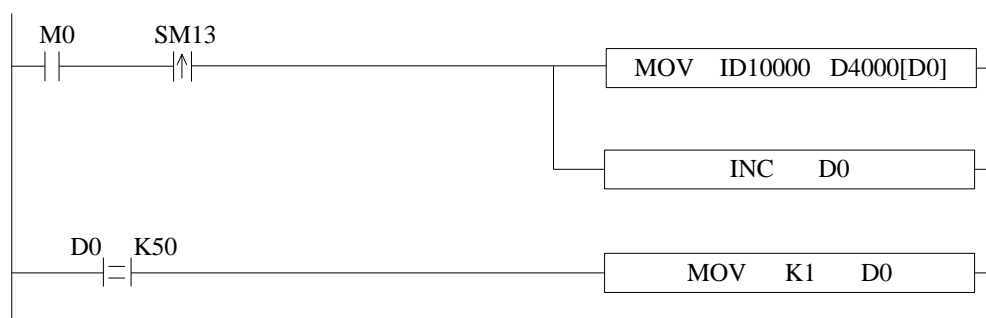 M0 SM13
MOV ID10000 D4000[D0]
INC D0
D0 K50
MOV K1 D0